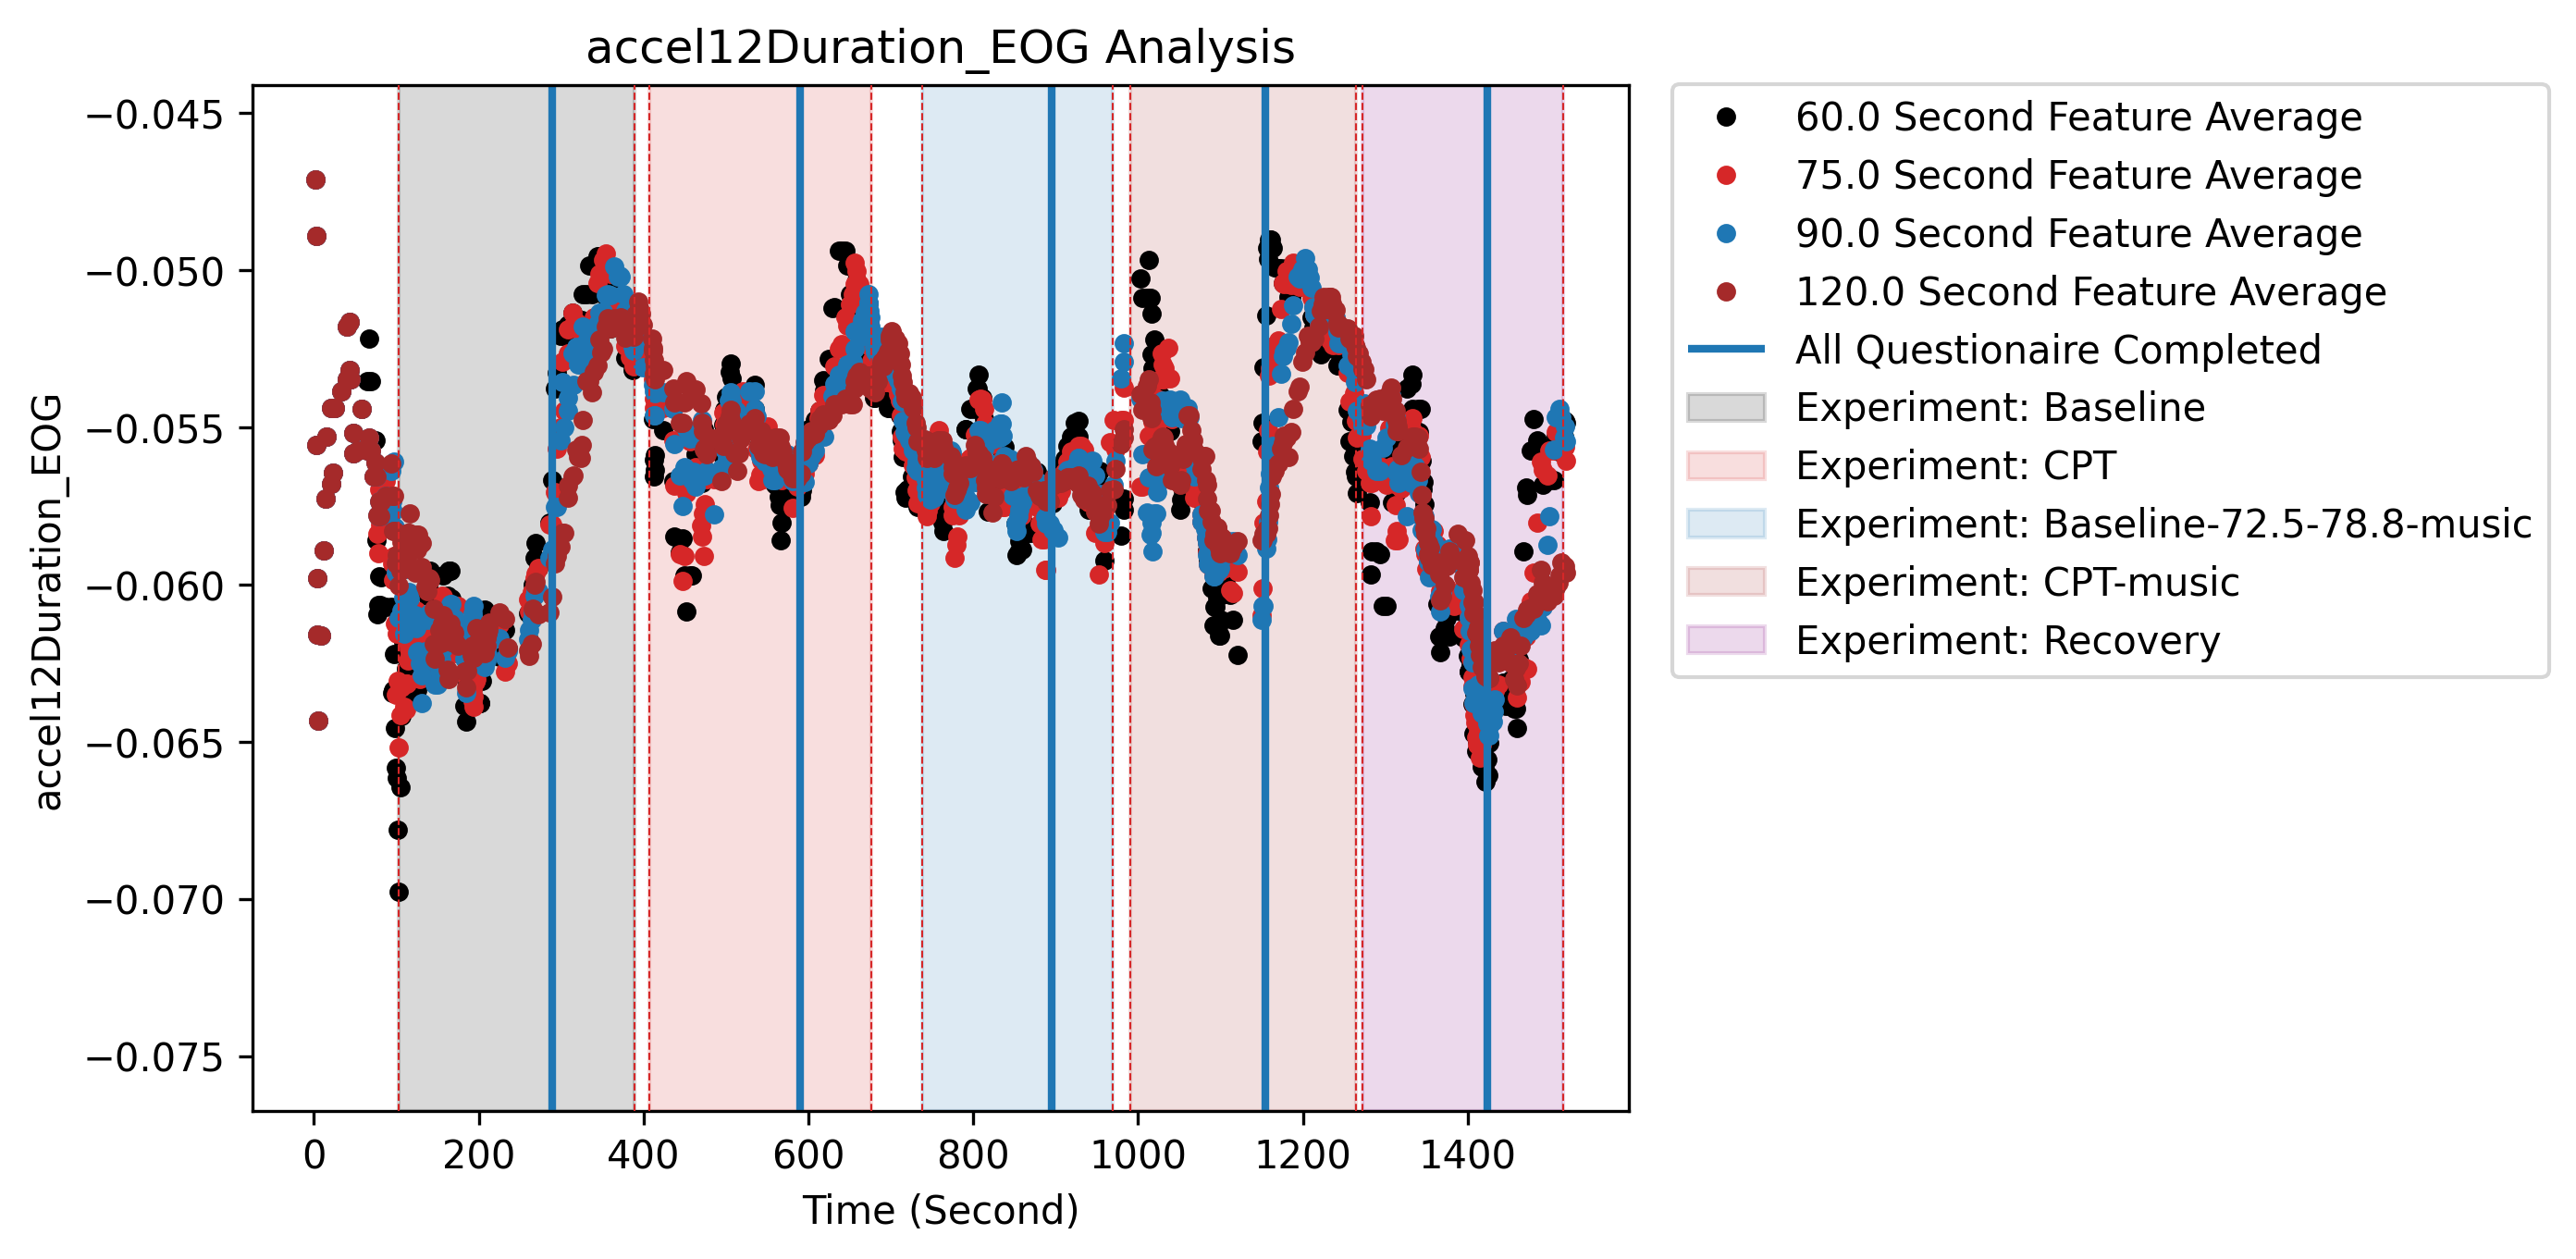 accel12Duration_EOG Analysis
accel12Duration_EOG
−0.045
−0.050
−0.055
−0.060
−0.065
−0.070
−0.075
0 200 400 600 800 1000 1200 1400
Time (Second)
60.0 Second Feature Average
75.0 Second Feature Average
90.0 Second Feature Average
120.0 Second Feature Average
All Questionaire Completed
Experiment: Baseline
Experiment: CPT
Experiment: Baseline-72.5-78.8-music
Experiment: CPT-music
Experiment: Recovery